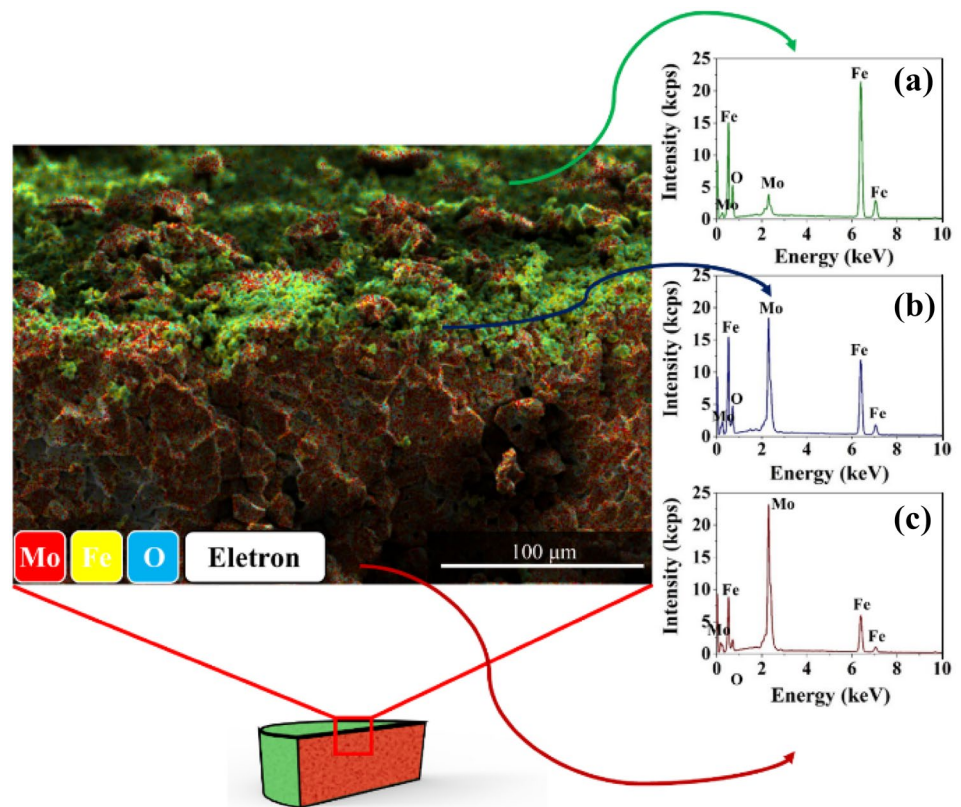 (a)
25
20
15
10
5
0
Fe
O
Mo
Mo
Fe
Fe
0 2 4 6 8 10
Intensity (kcps)
Energy (keV)
(b)
25
20
15
10
5
0
Fe
O
Mo
Mo
Fe
Fe
0 2 4 6 8 10
Intensity (kcps)
Energy (keV)
(c)
25
20
15
10
5
0
Mo
Fe
O
Mo
Fe
Fe
0 2 4 6 8 10
Intensity (kcps)
Energy (keV)
Mo Fe O Eletron
100 μm